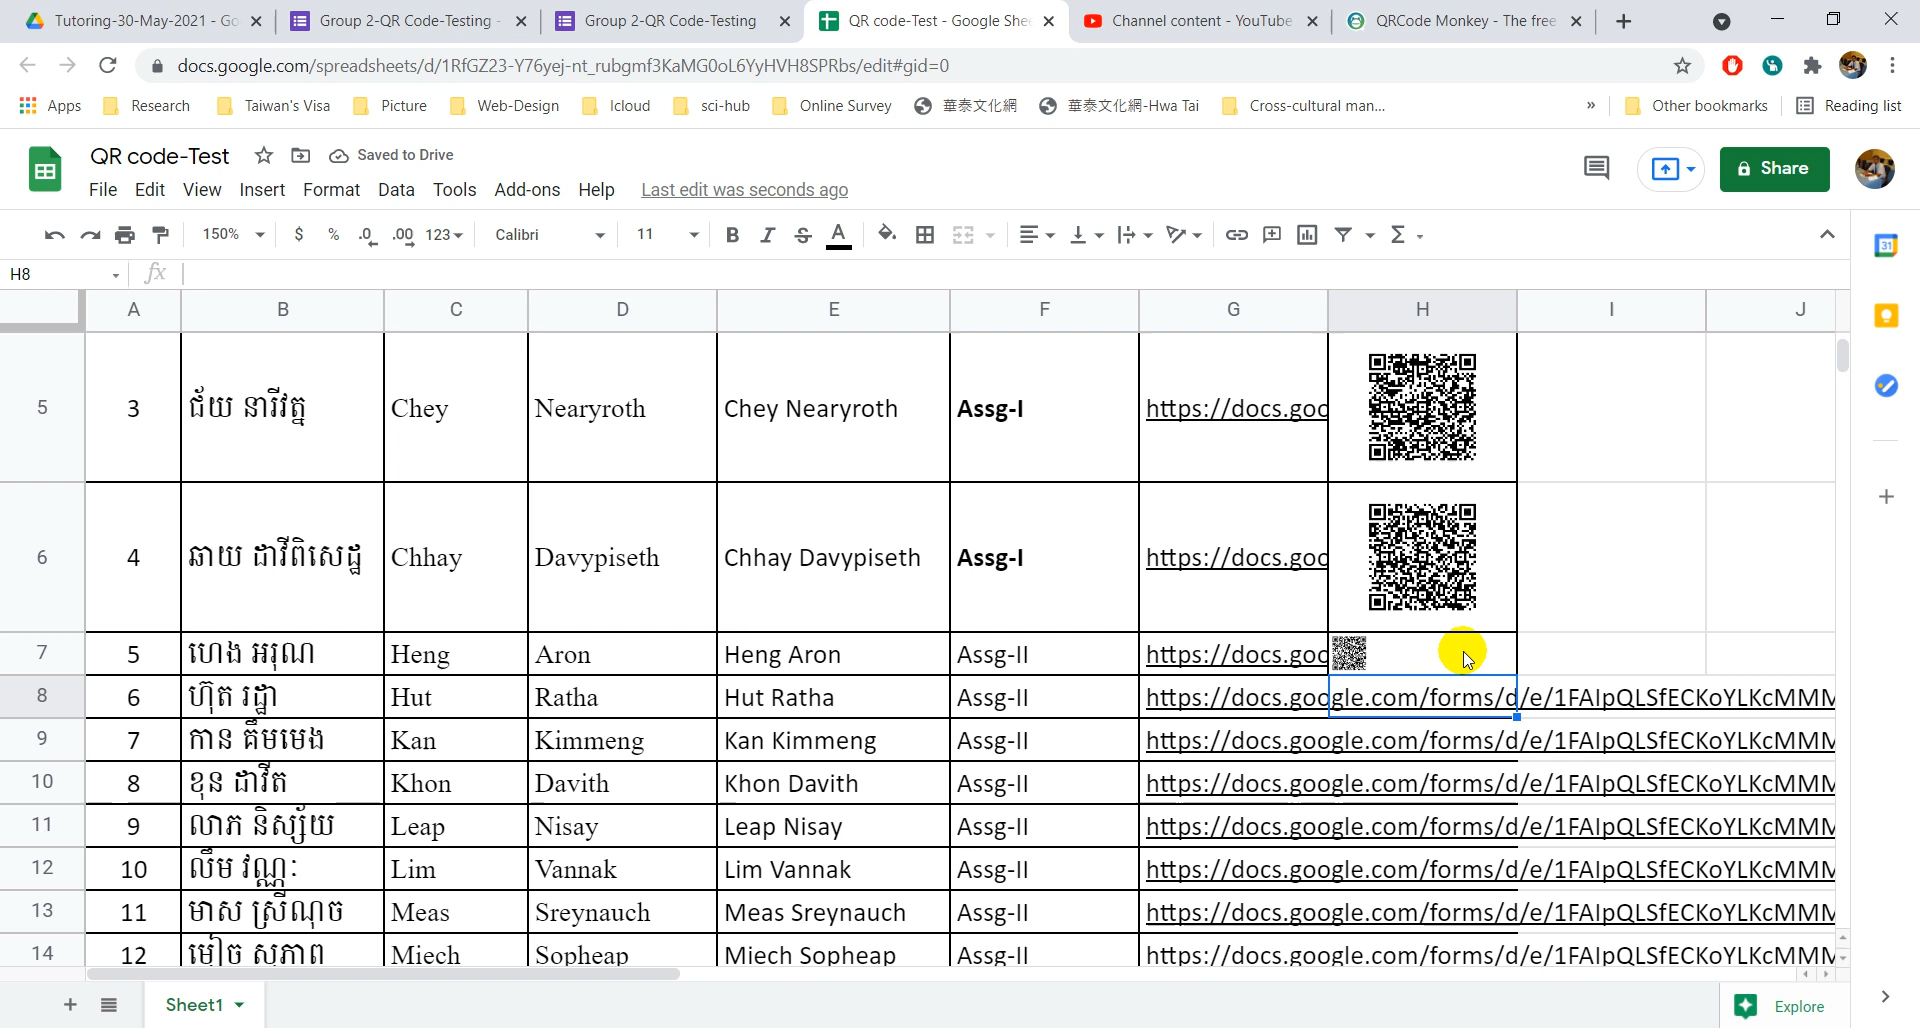 Tutoring-30-May-2021 - Go
Group 2-QR Code-Testing -
Group 2-QR Code-Testing
QR code-Test - Google She
Channel content - YouTube
QRCode Monkey - The free
docs.google.com/spreadsheets/d/1RfGZ23-Y76yej-nt_rubgmf3KaMG0oL6YyHVH8SPRbs/edit#gid=0
Apps Research Taiwan's Visa Picture Web-Design Icloud sci-hub Online Survey 華泰文化網 華泰文化網-Hwa Tai Cross-cultural man... » Other bookmarks Reading list
QR code-Test Saved to Drive
File Edit View Insert Format Data Tools Add-ons Help Last edit was seconds ago
Share
150% $ % .0 .00 123 Calibri 11 B I S A
H8 fx
A B C D E F G H I J
5 3 ជ័យ នារីវត្ន Chey Nearyroth Chey Nearyroth Assg-I https://docs.goo
6 4 ឆាយ ដាវីពិសេដ្ឋ Chhay Davypiseth Chhay Davypiseth Assg-I https://docs.goo
7 5 ហេង អរុណ Heng Aron Heng Aron Assg-II https://docs.goo
8 6 ហ៊ុត រដ្ឋា Hut Ratha Hut Ratha Assg-II https://docs.google.com/forms/d/e/1FAIpQLSfECKoYLKcMMM
9 7 កាន គឹមមេង Kan Kimmeng Kan Kimmeng Assg-II https://docs.google.com/forms/d/e/1FAIpQLSfECKoYLKcMMM
10 8 ខុន ដាវីត Khon Davith Khon Davith Assg-II https://docs.google.com/forms/d/e/1FAIpQLSfECKoYLKcMMM
11 9 លាភ និស្ស័យ Leap Nisay Leap Nisay Assg-II https://docs.google.com/forms/d/e/1FAIpQLSfECKoYLKcMMM
12 10 លឹម វណ្ណៈ Lim Vannak Lim Vannak Assg-II https://docs.google.com/forms/d/e/1FAIpQLSfECKoYLKcMMM
13 11 មាស ស្រីណុច Meas Sreynauch Meas Sreynauch Assg-II https://docs.google.com/forms/d/e/1FAIpQLSfECKoYLKcMMM
14 12 មៀច សុភាព Miech Sopheap Miech Sopheap Assg-II https://docs.google.com/forms/d/e/1FAIpQLSfECKoYLKcMMM
Sheet1
Explore